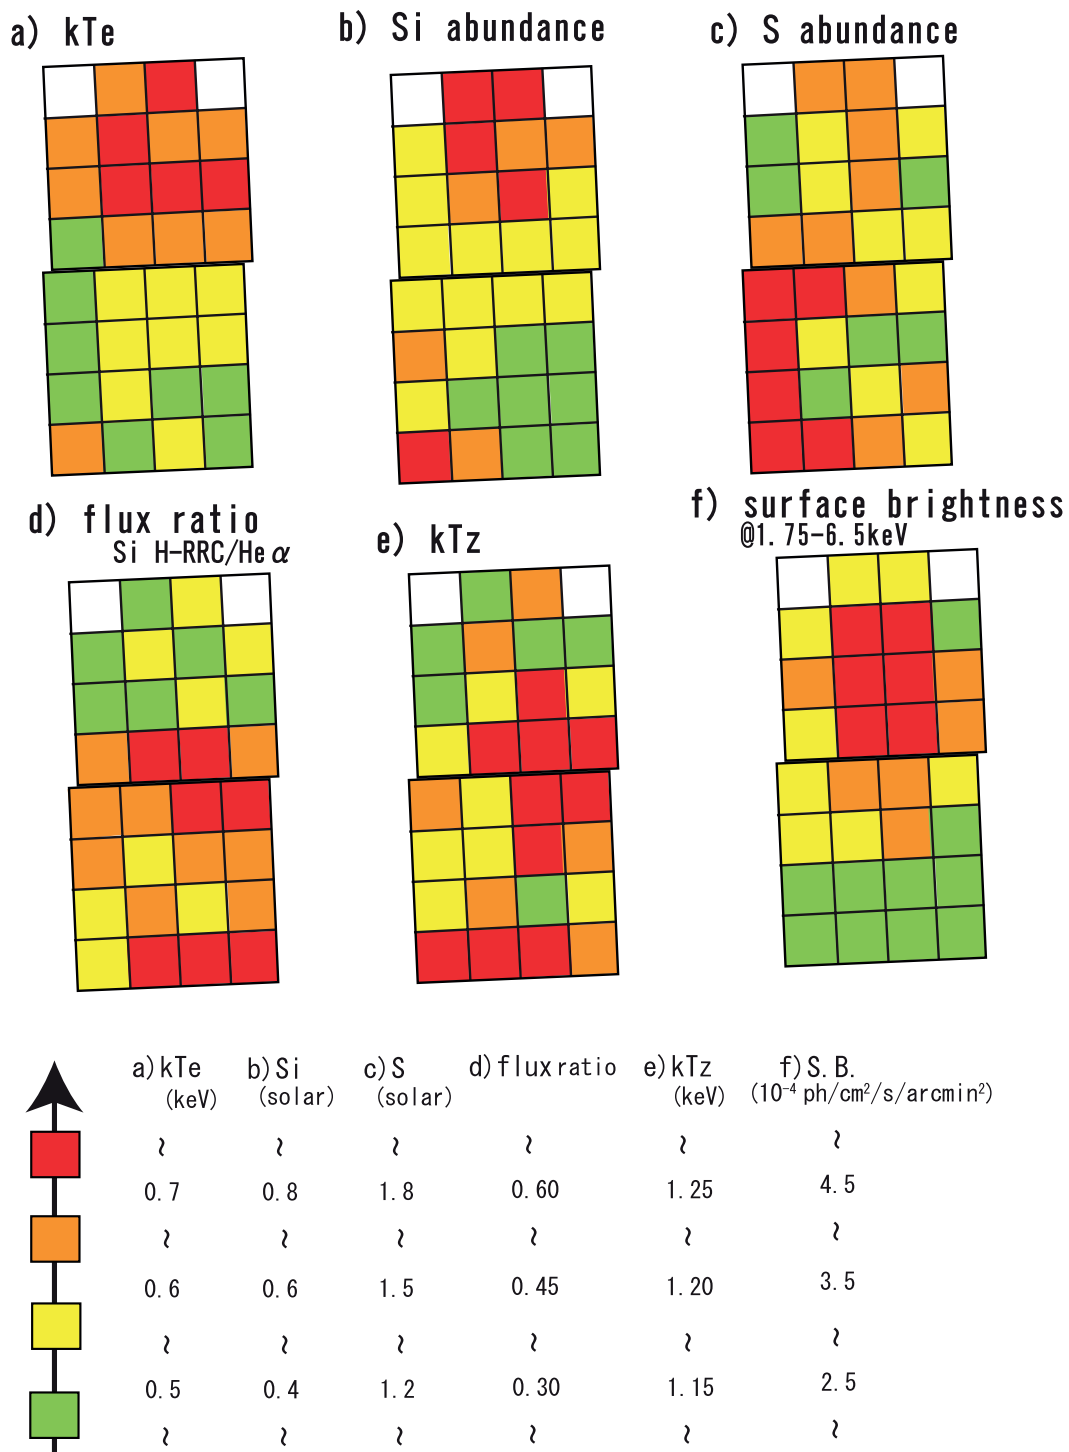 a) kTe
b) Si abundance
c) S abundance
d) flux ratio
Si H-RRC/He α
e) kTz
f) surface brightness
@1.75-6.5keV
a)kTe b)Si c)S d)flux ratio e)kTz f)S.B.
(keV) (solar) (solar) (keV) (10⁻⁴ ph/cm²/s/arcmin²)
~ ~ ~ ~ ~ ~
0.7 0.8 1.8 0.60 1.25 4.5
~ ~ ~ ~ ~ ~
0.6 0.6 1.5 0.45 1.20 3.5
~ ~ ~ ~ ~ ~
0.5 0.4 1.2 0.30 1.15 2.5
~ ~ ~ ~ ~ ~